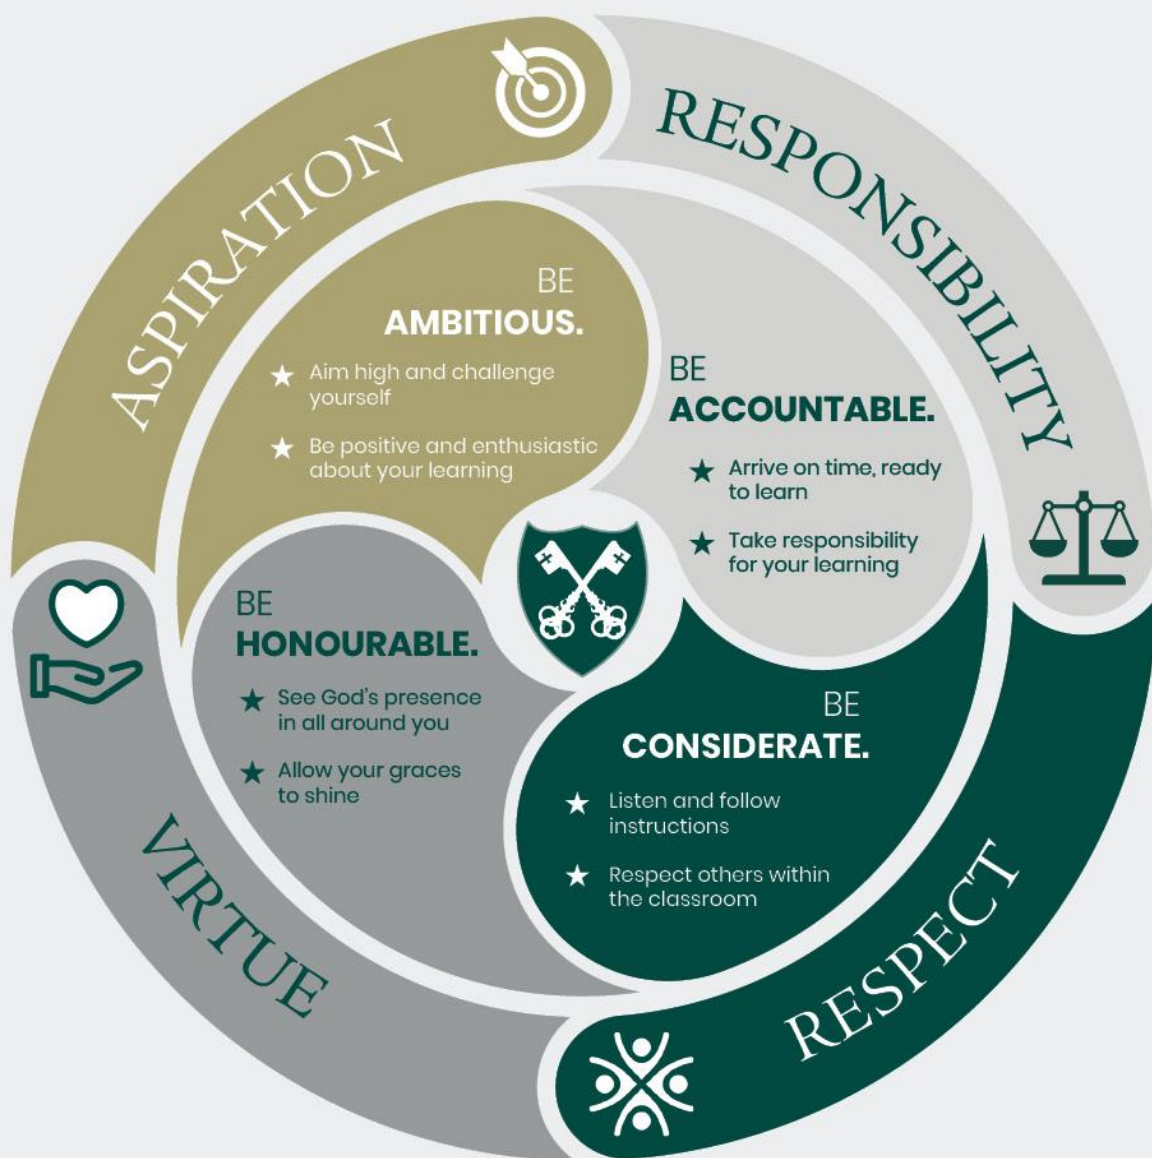 ASPIRATION
BE
AMBITIOUS.
Aim high and challenge
yourself
Be positive and enthusiastic
about your learning
RESPONSIBILITY
BE
ACCOUNTABLE.
Arrive on time, ready
to learn
Take responsibility
for your learning
VIRTUE
BE
HONOURABLE.
See God's presence
in all around you
Allow your graces
to shine
RESPECT
BE
CONSIDERATE.
Listen and follow
instructions
Respect others within
the classroom